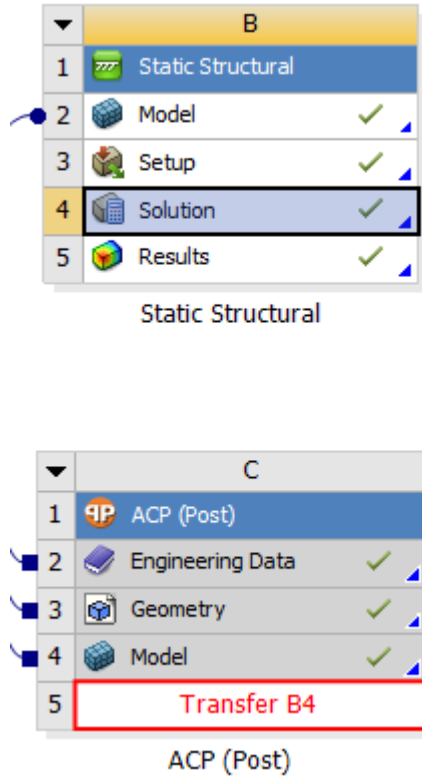 B
1 Static Structural
2 Model
3 Setup
4 Solution
5 Results
Static Structural
C
1 ACP (Post)
2 Engineering Data
3 Geometry
4 Model
5 Transfer B4
ACP (Post)